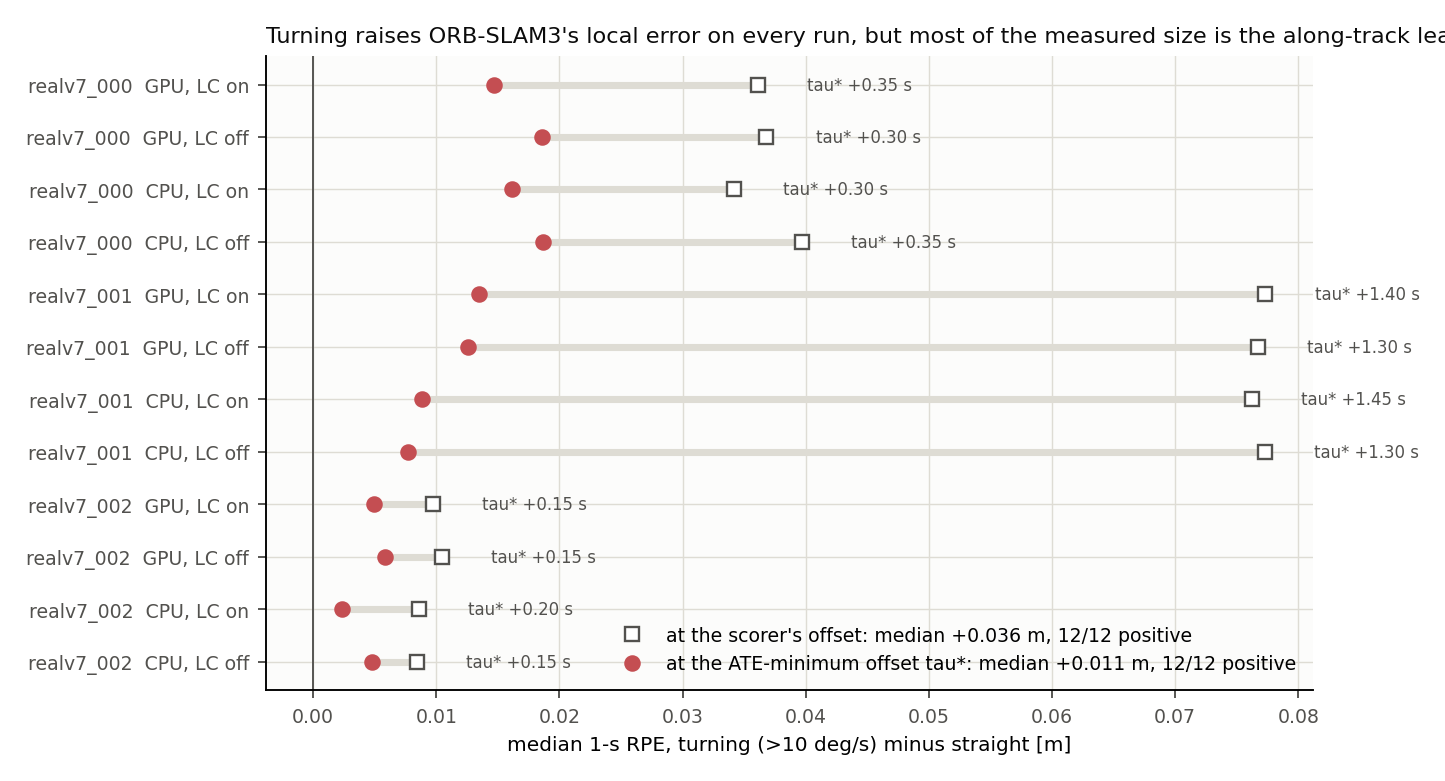 Turning raises ORB-SLAM3's local error on every run, but most of the measured size is the along-track
realv7_000 GPU, LC on
tau* +0.35 s
realv7_000 GPU, LC off
tau* +0.30 s
realv7_000 CPU, LC on
tau* +0.30 s
realv7_000 CPU, LC off
tau* +0.35 s
realv7_001 GPU, LC on
tau* +1.40 s
realv7_001 GPU, LC off
tau* +1.30 s
realv7_001 CPU, LC on
tau* +1.45 s
realv7_001 CPU, LC off
tau* +1.30 s
realv7_002 GPU, LC on
tau* +0.15 s
realv7_002 GPU, LC off
tau* +0.15 s
realv7_002 CPU, LC on
tau* +0.20 s
realv7_002 CPU, LC off
tau* +0.15 s
at the scorer's offset: median +0.036 m, 12/12 positive
at the ATE-minimum offset tau*: median +0.011 m, 12/12 positive
0.00 0.01 0.02 0.03 0.04 0.05 0.06 0.07 0.08
median 1-s RPE, turning (>10 deg/s) minus straight [m]